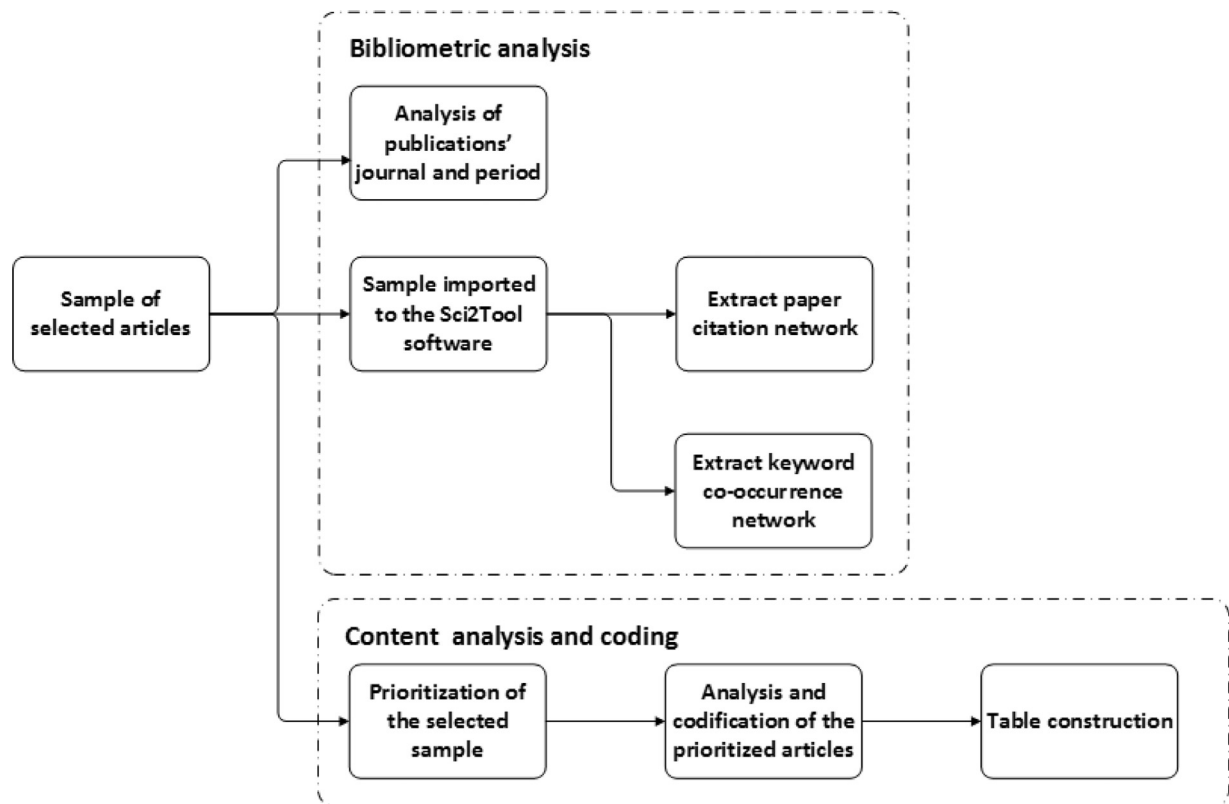 Bibliometric analysis
Analysis of
publications’
journal and period
Sample of
selected articles
Sample imported
to the Sci2Tool
software
Extract paper
citation network
Extract keyword
co-occurrence
network
Content analysis and coding
Prioritization of
the selected
sample
Analysis and
codification of the
prioritized articles
Table construction